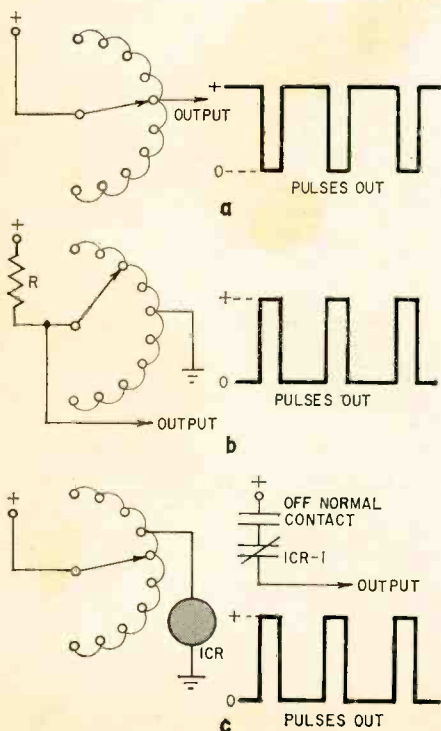 +
OUTPUT
+
0
PULSES OUT
a
+
R
+
0
PULSES OUT
OUTPUT
b
+
+
OFF NORMAL
CONTACT
ICR-1
OUTPUT
ICR
+
0
PULSES OUT
c